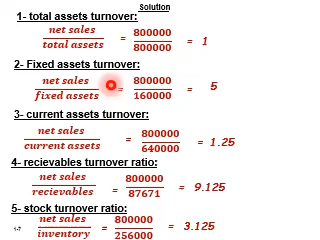 Solution
1- total assets turnover:
net sales / total assets = 800000 / 800000 = 1
2- Fixed assets turnover:
net sales / fixed assets = 800000 / 160000 = 5
3- current assets turnover:
net sales / current assets = 800000 / 640000 = 1.25
4- recievables turnover ratio:
net sales / recievables = 800000 / 87671 = 9.125
5- stock turnover ratio:
net sales / inventory = 800000 / 256000 = 3.125